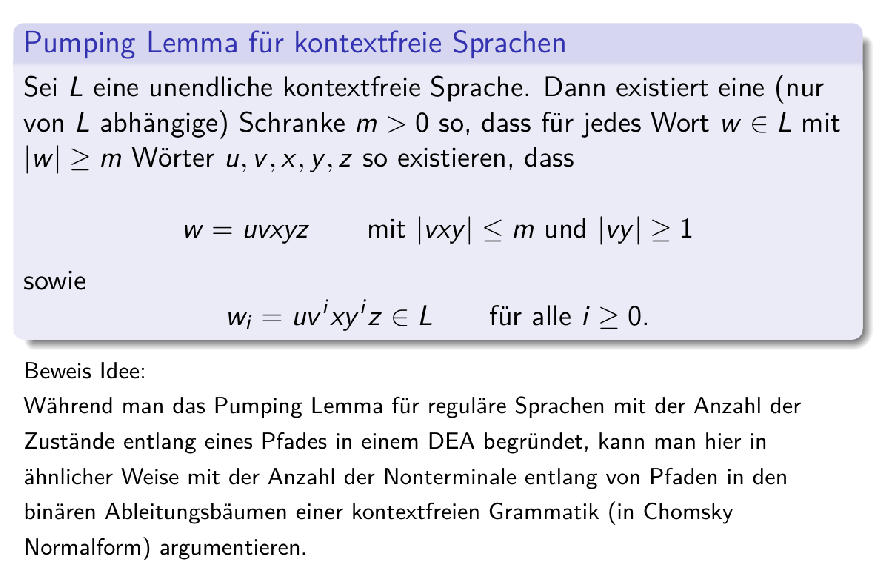 Pumping Lemma für kontextfreie Sprachen
Sei L eine unendliche kontextfreie Sprache. Dann existiert eine (nur
von L abhängige) Schranke m > 0 so, dass für jedes Wort w ∈ L mit
|w| ≥ m Wörter u, v, x, y, z so existieren, dass
w = uvxyz mit |vxy| ≤ m und |vy| ≥ 1
sowie
wᵢ = uvⁱxyⁱz ∈ L für alle i ≥ 0.
Beweis Idee:
Während man das Pumping Lemma für reguläre Sprachen mit der Anzahl der
Zustände entlang eines Pfades in einem DEA begründet, kann man hier in
ähnlicher Weise mit der Anzahl der Nonterminale entlang von Pfaden in den
binären Ableitungsbäumen einer kontextfreien Grammatik (in Chomsky
Normalform) argumentieren.